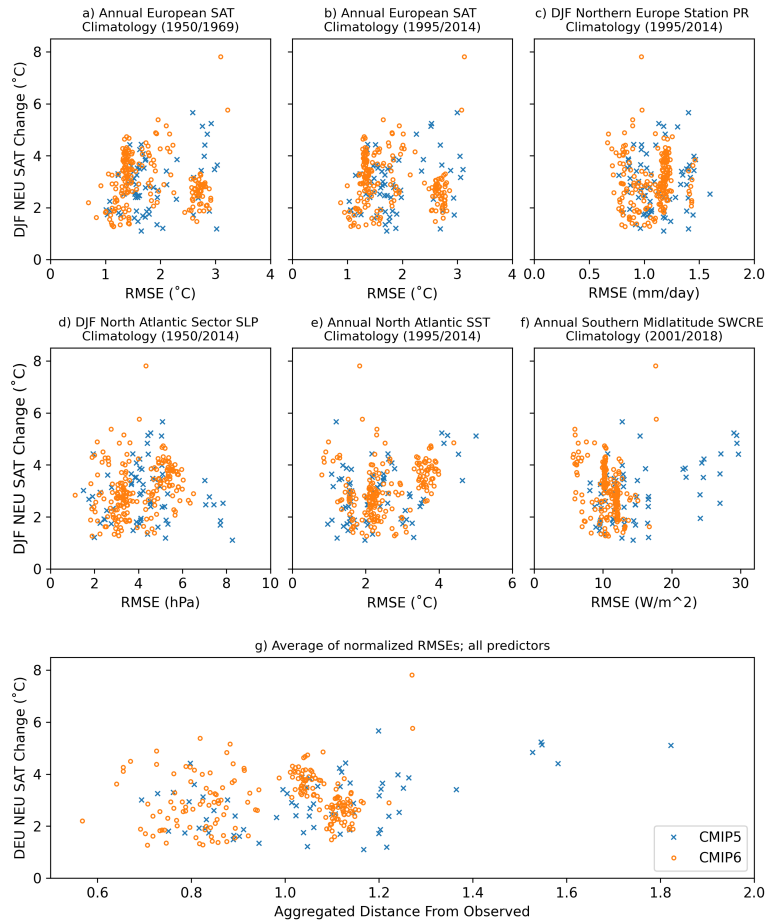 a) Annual European SAT
Climatology (1950/1969)
b) Annual European SAT
Climatology (1995/2014)
c) DJF Northern Europe Station PR
Climatology (1995/2014)
8
6
4
2
0
DJF NEU SAT Change (˚C)
0 1 2 3 4
0 1 2 3 4
0.0 0.5 1.0 1.5 2.0
RMSE (˚C)
RMSE (˚C)
RMSE (mm/day)
d) DJF North Atlantic Sector SLP
Climatology (1950/2014)
e) Annual North Atlantic SST
Climatology (1995/2014)
f) Annual Southern Midlatitude SWCRE
Climatology (2001/2018)
8
6
4
2
0
DJF NEU SAT Change (˚C)
0 2 4 6 8 10
0 2 4 6
0 10 20 30
RMSE (hPa)
RMSE (˚C)
RMSE (W/m^2)
g) Average of normalized RMSEs; all predictors
8
6
4
2
0
DEU NEU SAT Change (˚C)
CMIP5
CMIP6
0.6 0.8 1.0 1.2 1.4 1.6 1.8 2.0
Aggregated Distance From Observed